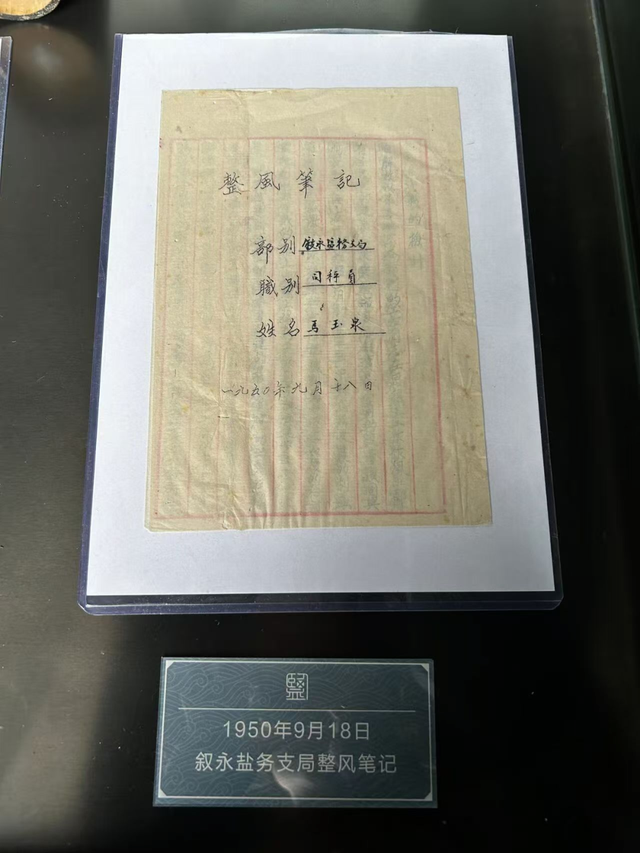 整風筆記
部别 叙永盐务支局
職别 司秤員
姓名 馬玉泉
一九五〇年九月十八日
1950年9月18日
叙永盐务支局整风笔记